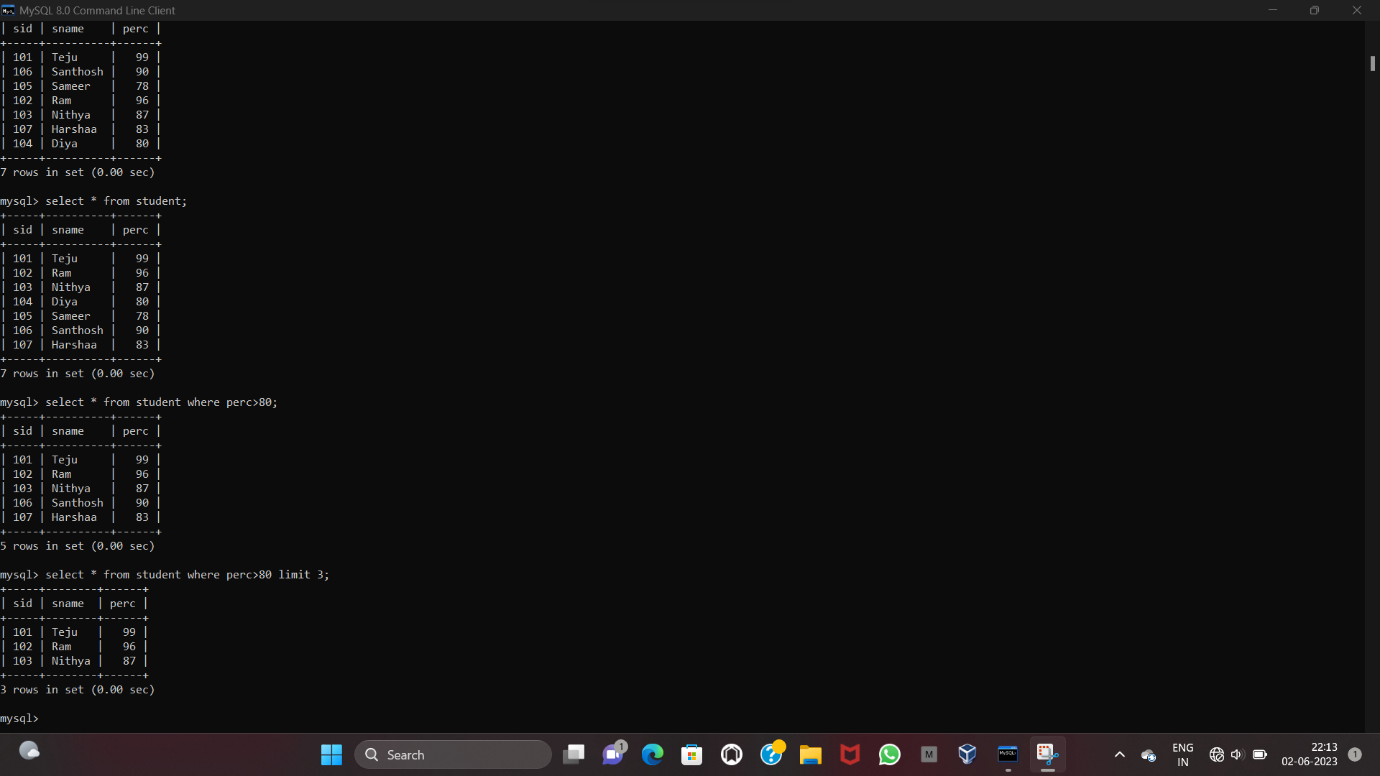 MySQL 8.0 Command Line Client
| sid | sname    | perc |
+-----+----------+------+
| 101 | Teju     |   99 |
| 106 | Santhosh |   90 |
| 105 | Sameer   |   78 |
| 102 | Ram      |   96 |
| 103 | Nithya   |   87 |
| 107 | Harshaa  |   83 |
| 104 | Diya     |   80 |
+-----+----------+------+
7 rows in set (0.00 sec)
mysql> select * from student;
+-----+----------+------+
| sid | sname    | perc |
+-----+----------+------+
| 101 | Teju     |   99 |
| 102 | Ram      |   96 |
| 103 | Nithya   |   87 |
| 104 | Diya     |   80 |
| 105 | Sameer   |   78 |
| 106 | Santhosh |   90 |
| 107 | Harshaa  |   83 |
+-----+----------+------+
7 rows in set (0.00 sec)
mysql> select * from student where perc>80;
+-----+----------+------+
| sid | sname    | perc |
+-----+----------+------+
| 101 | Teju     |   99 |
| 102 | Ram      |   96 |
| 103 | Nithya   |   87 |
| 106 | Santhosh |   90 |
| 107 | Harshaa  |   83 |
+-----+----------+------+
5 rows in set (0.00 sec)
mysql> select * from student where perc>80 limit 3;
+-----+--------+------+
| sid | sname  | perc |
+-----+--------+------+
| 101 | Teju   |   99 |
| 102 | Ram    |   96 |
| 103 | Nithya |   87 |
+-----+--------+------+
3 rows in set (0.00 sec)
mysql>
Search
1
M
ENG
IN
22:13
02-06-2023
1